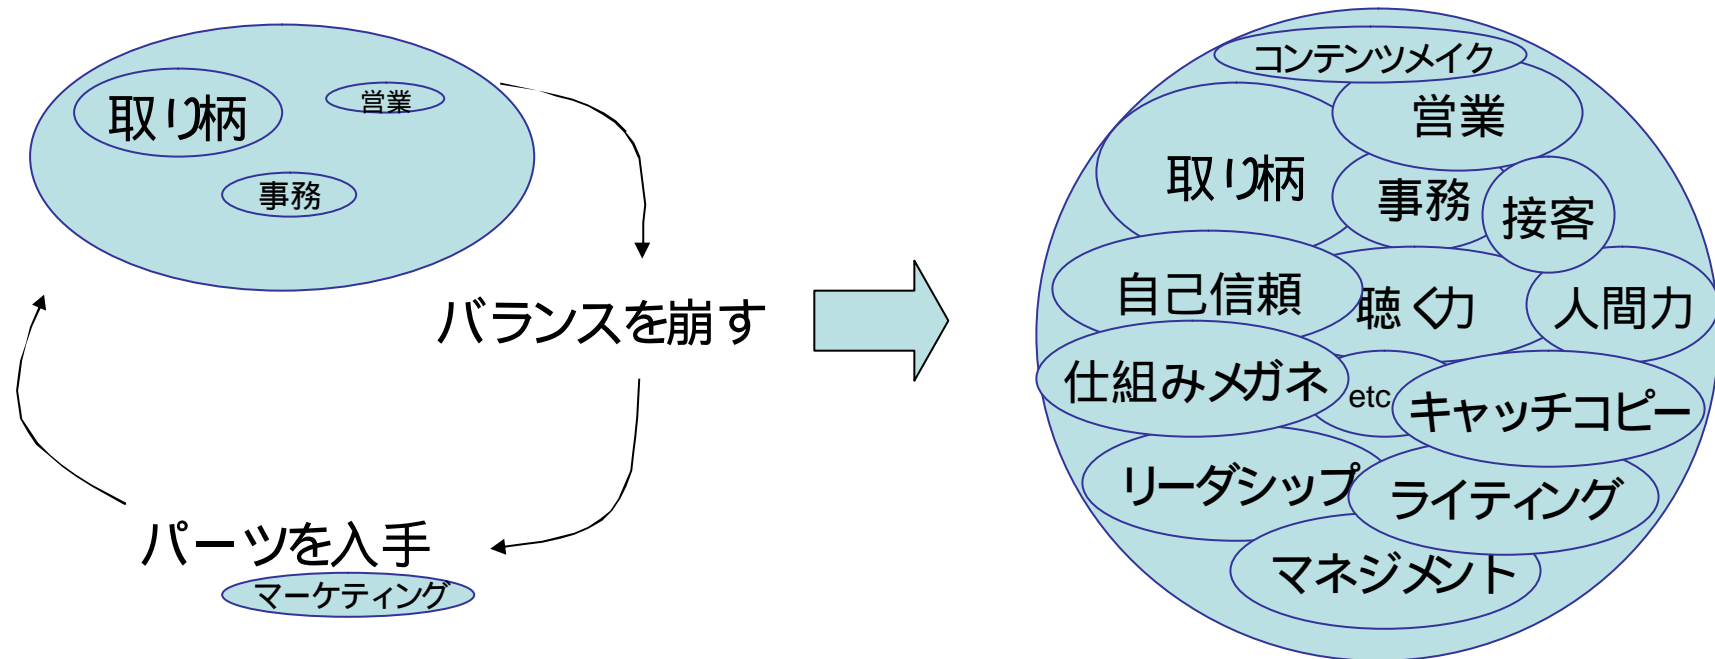 取り柄
営業
事務
バランスを崩す
パーツを入手
マーケティング
コンテンツメイク
営業
取り柄
事務
接客
自己信頼
聴く力
人間力
仕組みメガネ
etc
キャッチコピー
リーダシップ
ライティング
マネジメント